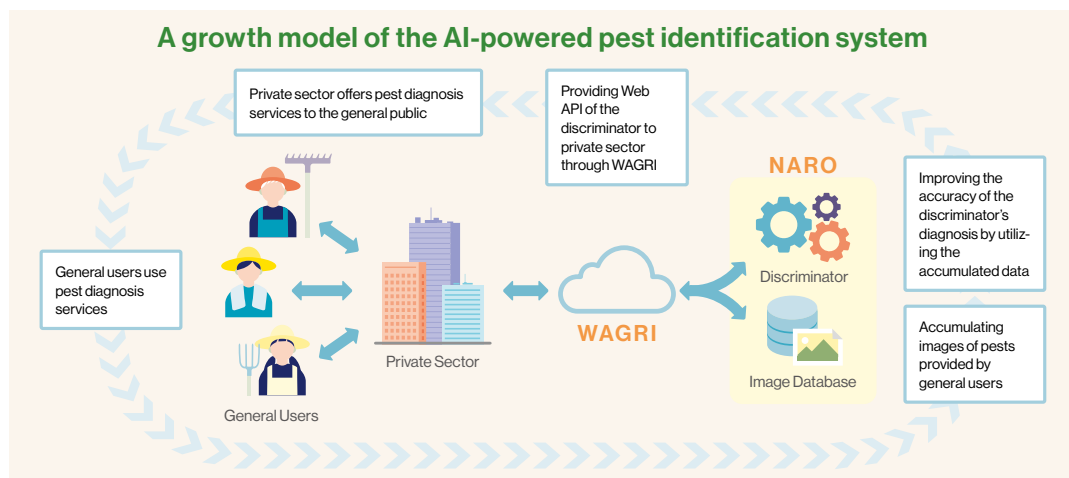 A growth model of the AI-powered pest identification system
Private sector offers pest diagnosis
services to the general public
Providing Web
API of the
discriminator to
private sector
through WAGRI
NARO
Improving the
accuracy of the
discriminator's
diagnosis by utiliz-
ing the
accumulated data
General users use
pest diagnosis
services
Discriminator
WAGRI
Private Sector
Accumulating
images of pests
provided by
general users
Image Database
General Users